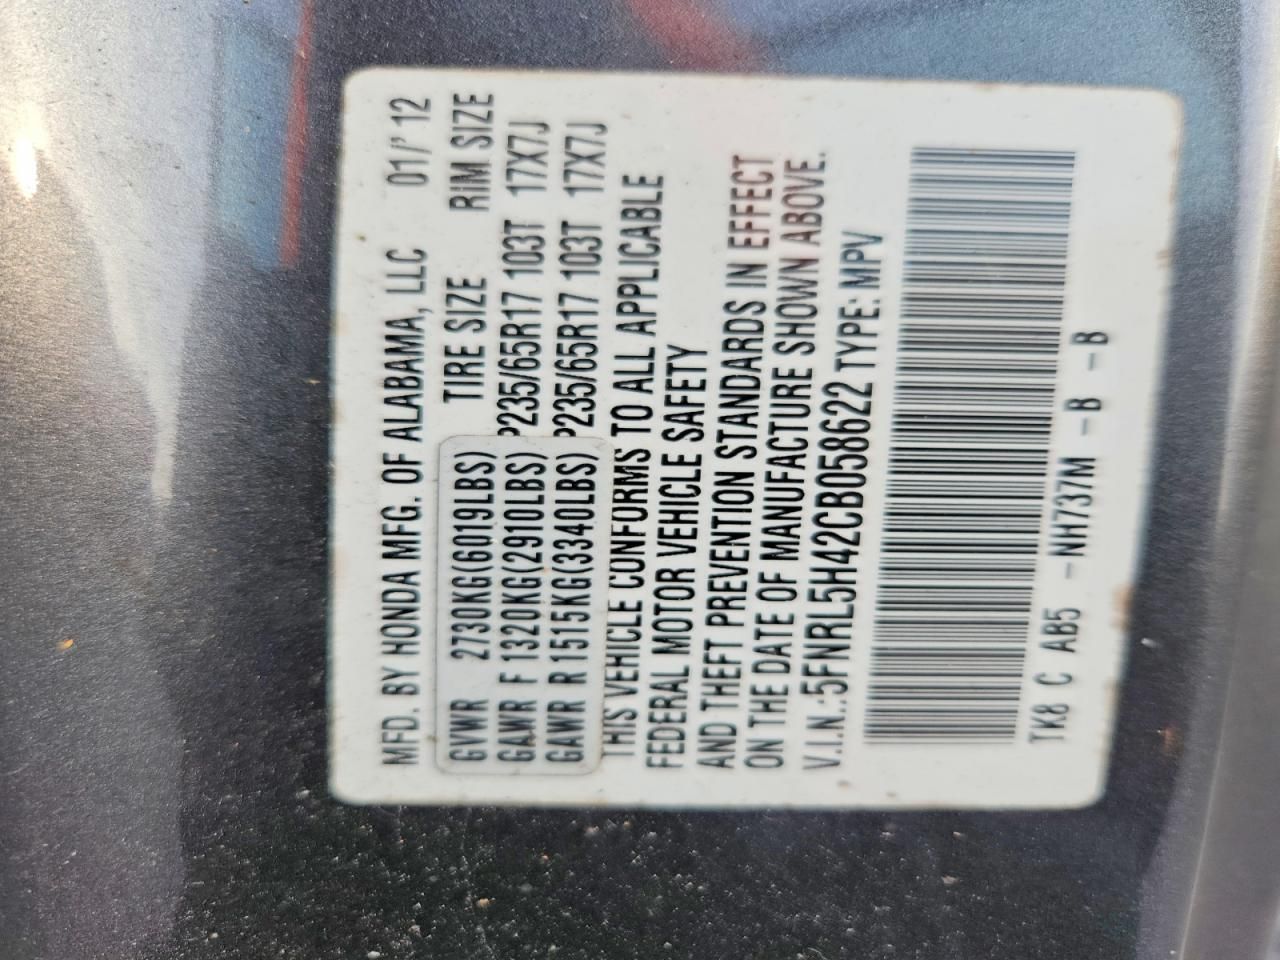 MFD. BY HONDA MFG. OF ALABAMA, LLC 01/'12
TIRE SIZE RIM SIZE
GVWR 2730KG(6019LBS)
GAWR F 1320KG(2910LBS) P235/65R17 103T 17X7J
GAWR R 1515KG(3340LBS) P235/65R17 103T 17X7J
THIS VEHICLE CONFORMS TO ALL APPLICABLE
FEDERAL MOTOR VEHICLE SAFETY
AND THEFT PREVENTION STANDARDS IN EFFECT
ON THE DATE OF MANUFACTURE SHOWN ABOVE.
V.I.N.:5FNRL5H42CB058622 TYPE: MPV
TK8 C AB5 -NH737M -B -B